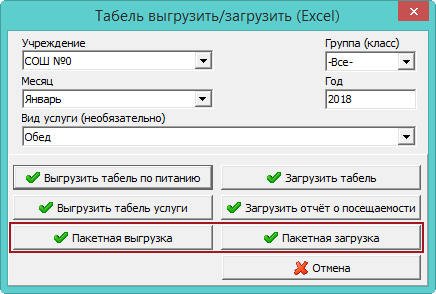 Табель выгрузить/загрузить (Excel)
Учреждение
Группа (класс)
СОШ №0
-Все-
Месяц
Год
Январь
2018
Вид услуги (необязательно)
Обед
Выгрузить табель по питанию
Загрузить табель
Выгрузить табель услуги
Загрузить отчёт о посещаемости
Пакетная выгрузка
Пакетная загрузка
Отмена